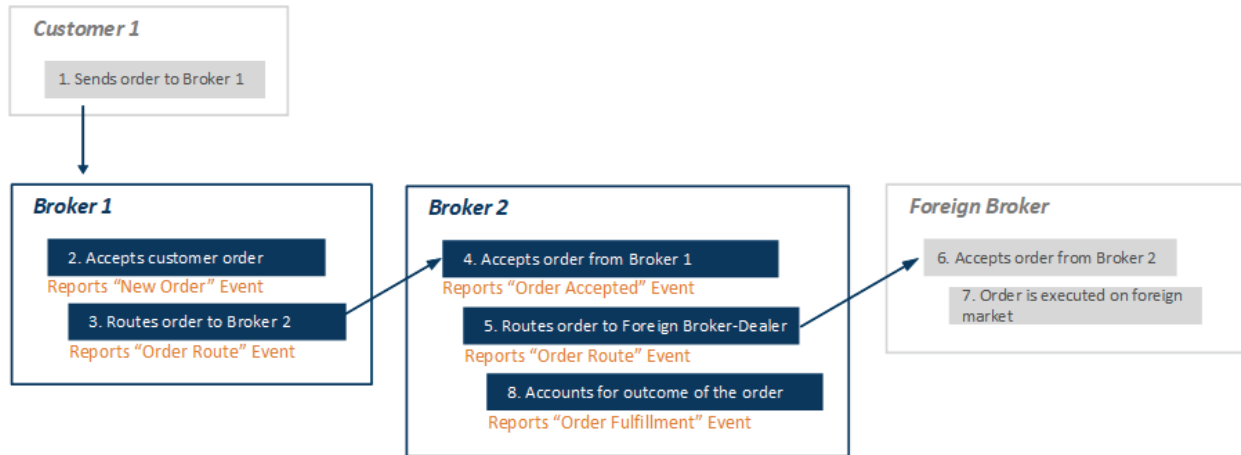 Customer 1
1. Sends order to Broker 1
Broker 1
2. Accepts customer order
Reports “New Order” Event
3. Routes order to Broker 2
Reports “Order Route” Event
Broker 2
4. Accepts order from Broker 1
Reports “Order Accepted” Event
5. Routes order to Foreign Broker-Dealer
Reports “Order Route” Event
8. Accounts for outcome of the order
Reports “Order Fulfillment” Event
Foreign Broker
6. Accepts order from Broker 2
7. Order is executed on foreign
market